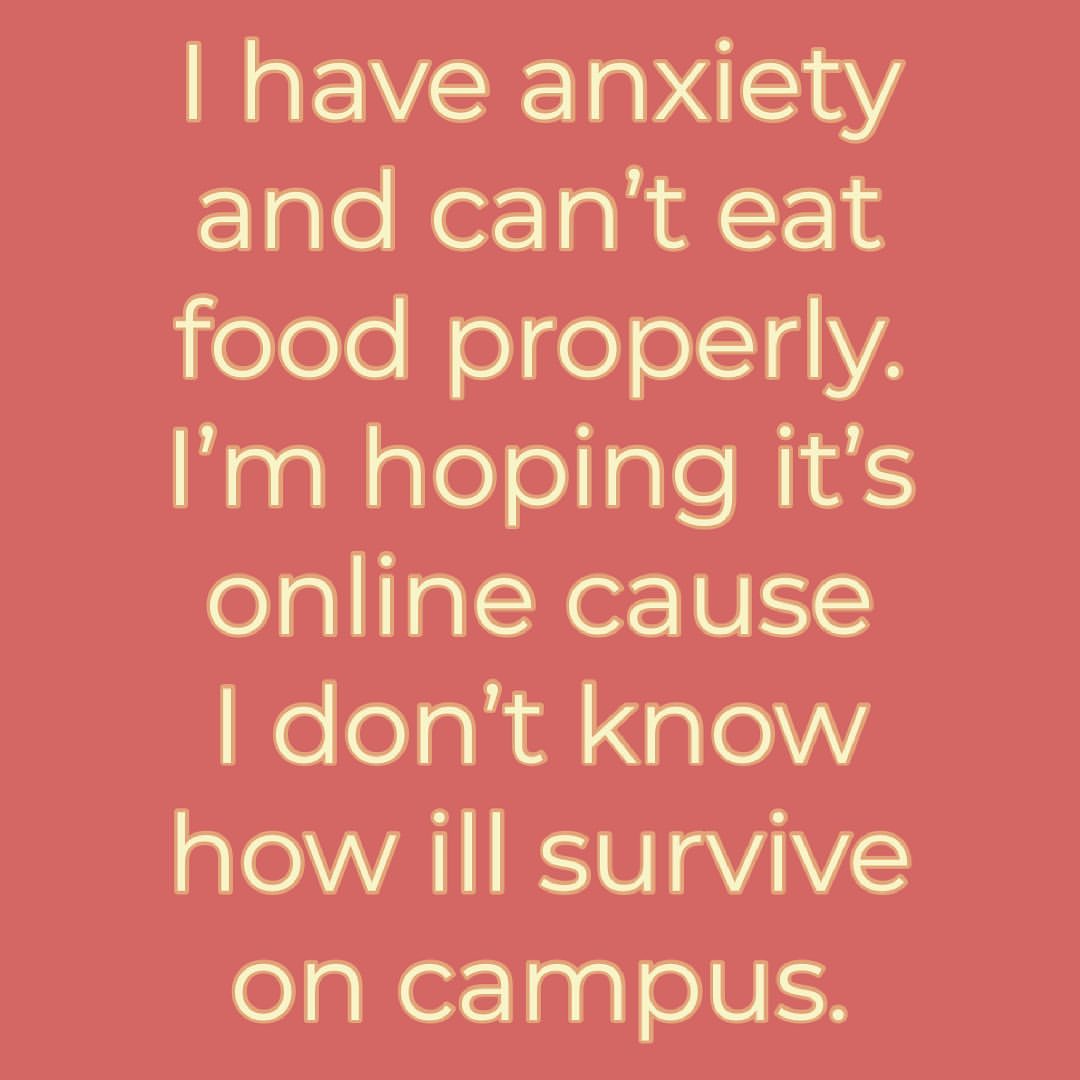 I have anxiety
and can’t eat
food properly.
I’m hoping it’s
online cause
I don’t know
how ill survive
on campus.